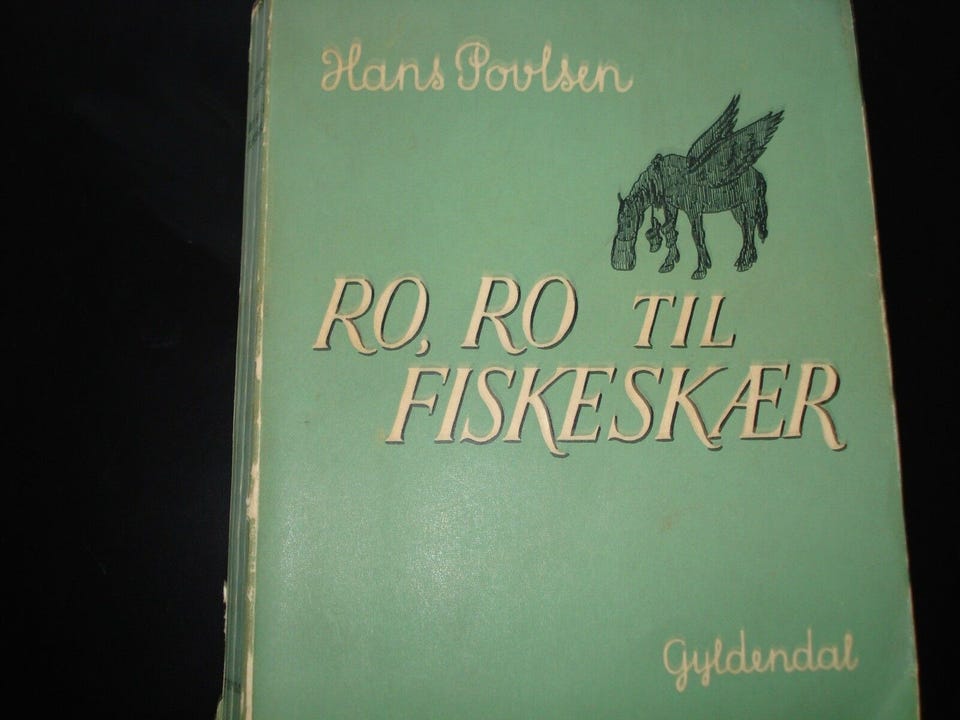 Hans Povlsen
RO, RO TIL
FISKESKÆR
Gyldendal